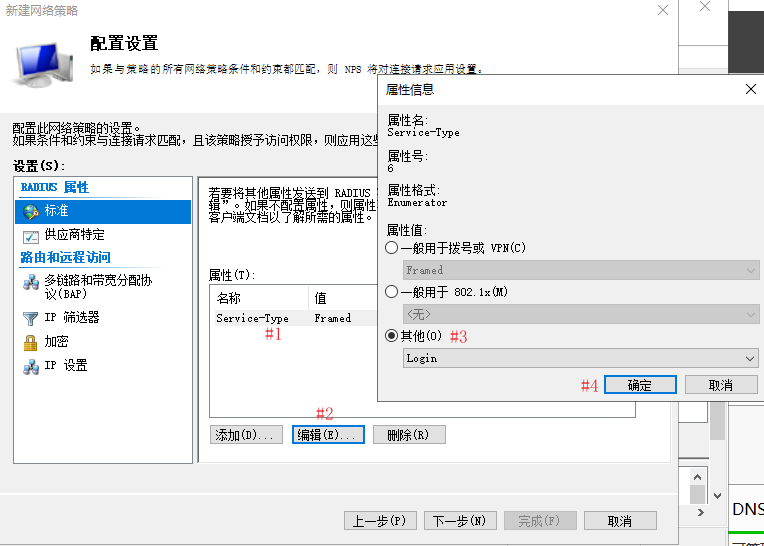 新建网络策略
配置设置
如果与策略的所有网络策略条件和约束都匹配，则 NPS 将对连接请求应用设置。
配置此网络策略的设置。
如果条件和约束与连接请求匹配，且该策略授予访问权限，则应用这些
设置(S):
RADIUS 属性
标准
供应商特定
路由和远程访问
多链路和带宽分配协
议(BAP)
IP 筛选器
加密
IP 设置
若要将其他属性发送到 RADIUS
辑”。如果不配置属性，则属性
客户端文档以了解所需的属性。
属性(T):
名称 值
Service-Type Framed
#1
#2
添加(D)... 编辑(E)... 删除(R)
上一步(P) 下一步(N) 完成(F) 取消
属性信息
属性名:
Service-Type
属性号:
6
属性格式:
Enumerator
属性值:
一般用于拨号或 VPN(C)
Framed
一般用于 802.1x(M)
<无>
其他(O) #3
Login
#4 确定 取消
DNS